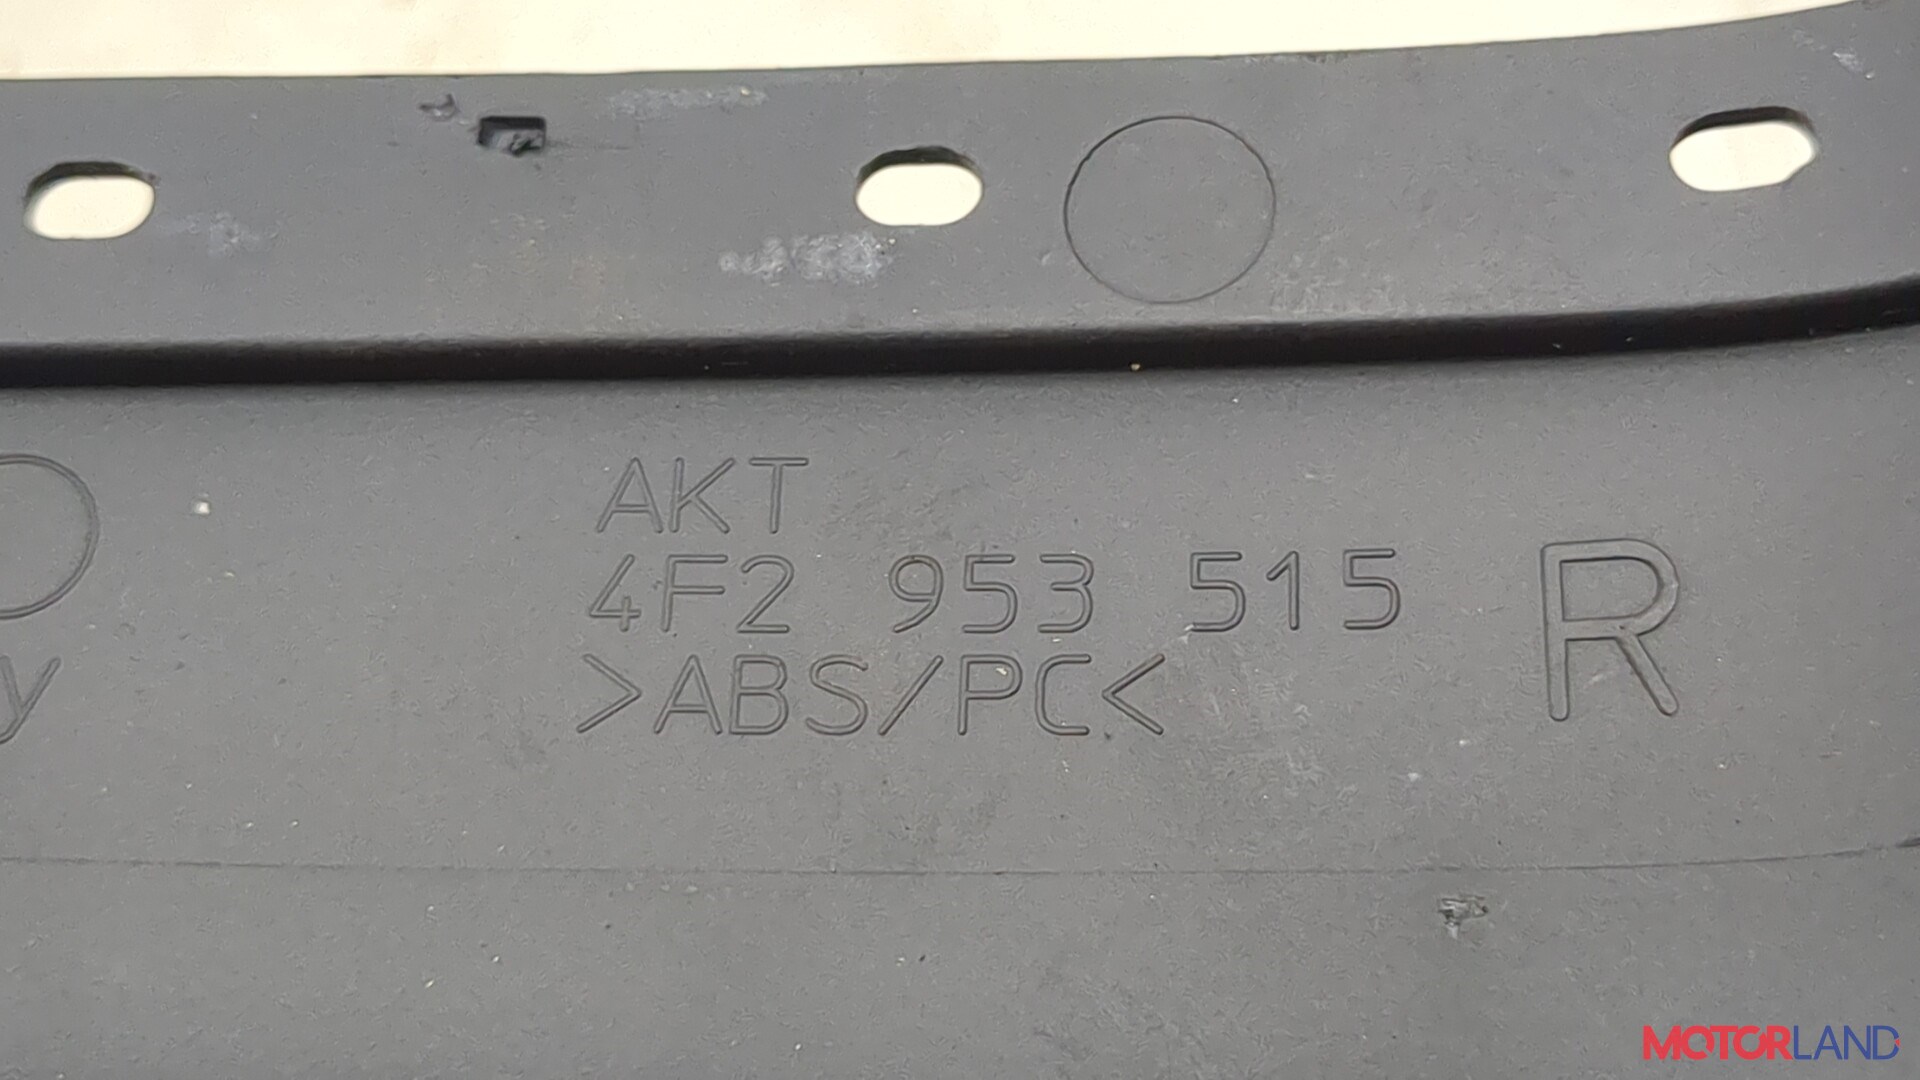 AKT
4F2 953 515 R
>ABS/PC<
y
MOTORLAND